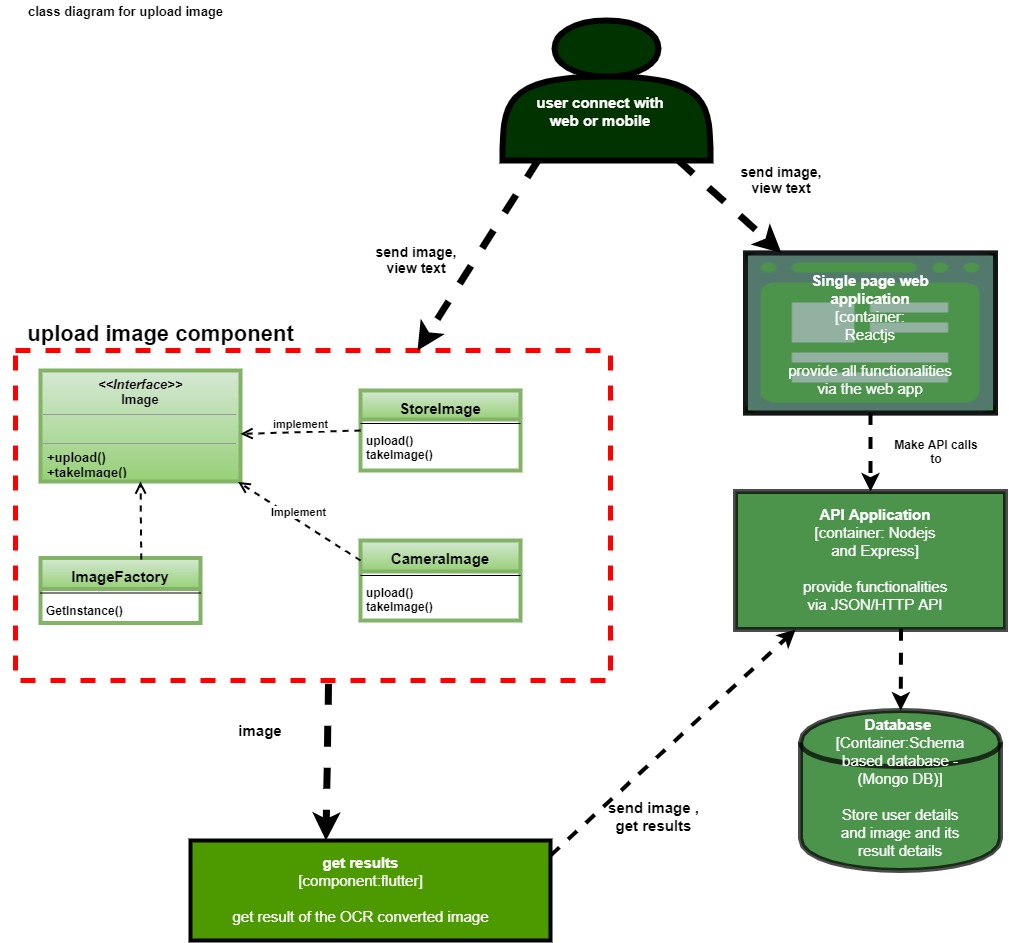 class diagram for upload image
user connect with
web or mobile
send image,
view text
send image,
view text
Single page web
application
[container:
Reactjs
provide all functionalities
via the web app
upload image component
<<Interface>>
Image
+upload()
+takeImage()
implement
StoreImage
upload()
takeImage()
Implement
CameraImage
upload()
takeImage()
ImageFactory
GetInstance()
Make API calls
to
API Application
[container: Nodejs
and Express]
provide functionalities
via JSON/HTTP API
image
Database
[Container:Schema
based database -
(Mongo DB)]
Store user details
and image and its
result details
send image ,
get results
get results
[component:flutter]
get result of the OCR converted image